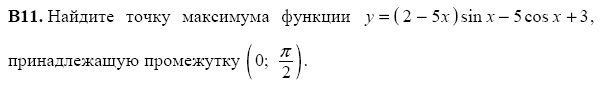 В11. Найдите точку максимума функции y = (2 − 5x) sin x − 5 cos x + 3,
принадлежащую промежутку (0; π/2).